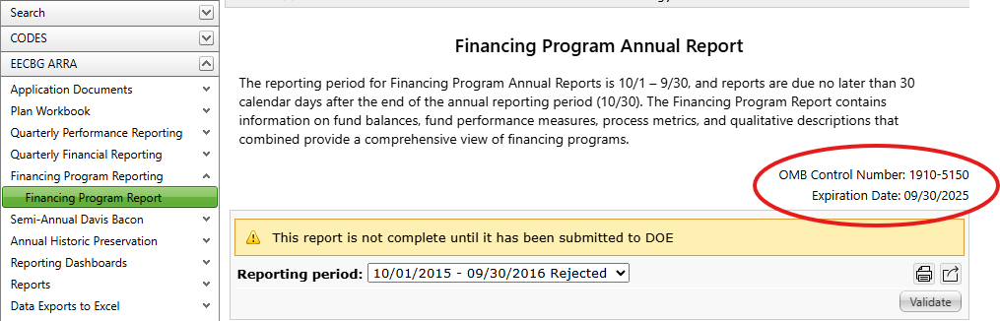 Search
CODES
EECBG ARRA
Application Documents
Plan Workbook
Quarterly Performance Reporting
Quarterly Financial Reporting
Financing Program Reporting
Financing Program Report
Semi-Annual Davis Bacon
Annual Historic Preservation
Reporting Dashboards
Reports
Data Exports to Excel
Financing Program Annual Report
The reporting period for Financing Program Annual Reports is 10/1 – 9/30, and reports are due no later than 30
calendar days after the end of the annual reporting period (10/30). The Financing Program Report contains
information on fund balances, fund performance measures, process metrics, and qualitative descriptions that
combined provide a comprehensive view of financing programs.
OMB Control Number: 1910-5150
Expiration Date: 09/30/2025
This report is not complete until it has been submitted to DOE
Reporting period: 10/01/2015 - 09/30/2016 Rejected
Validate